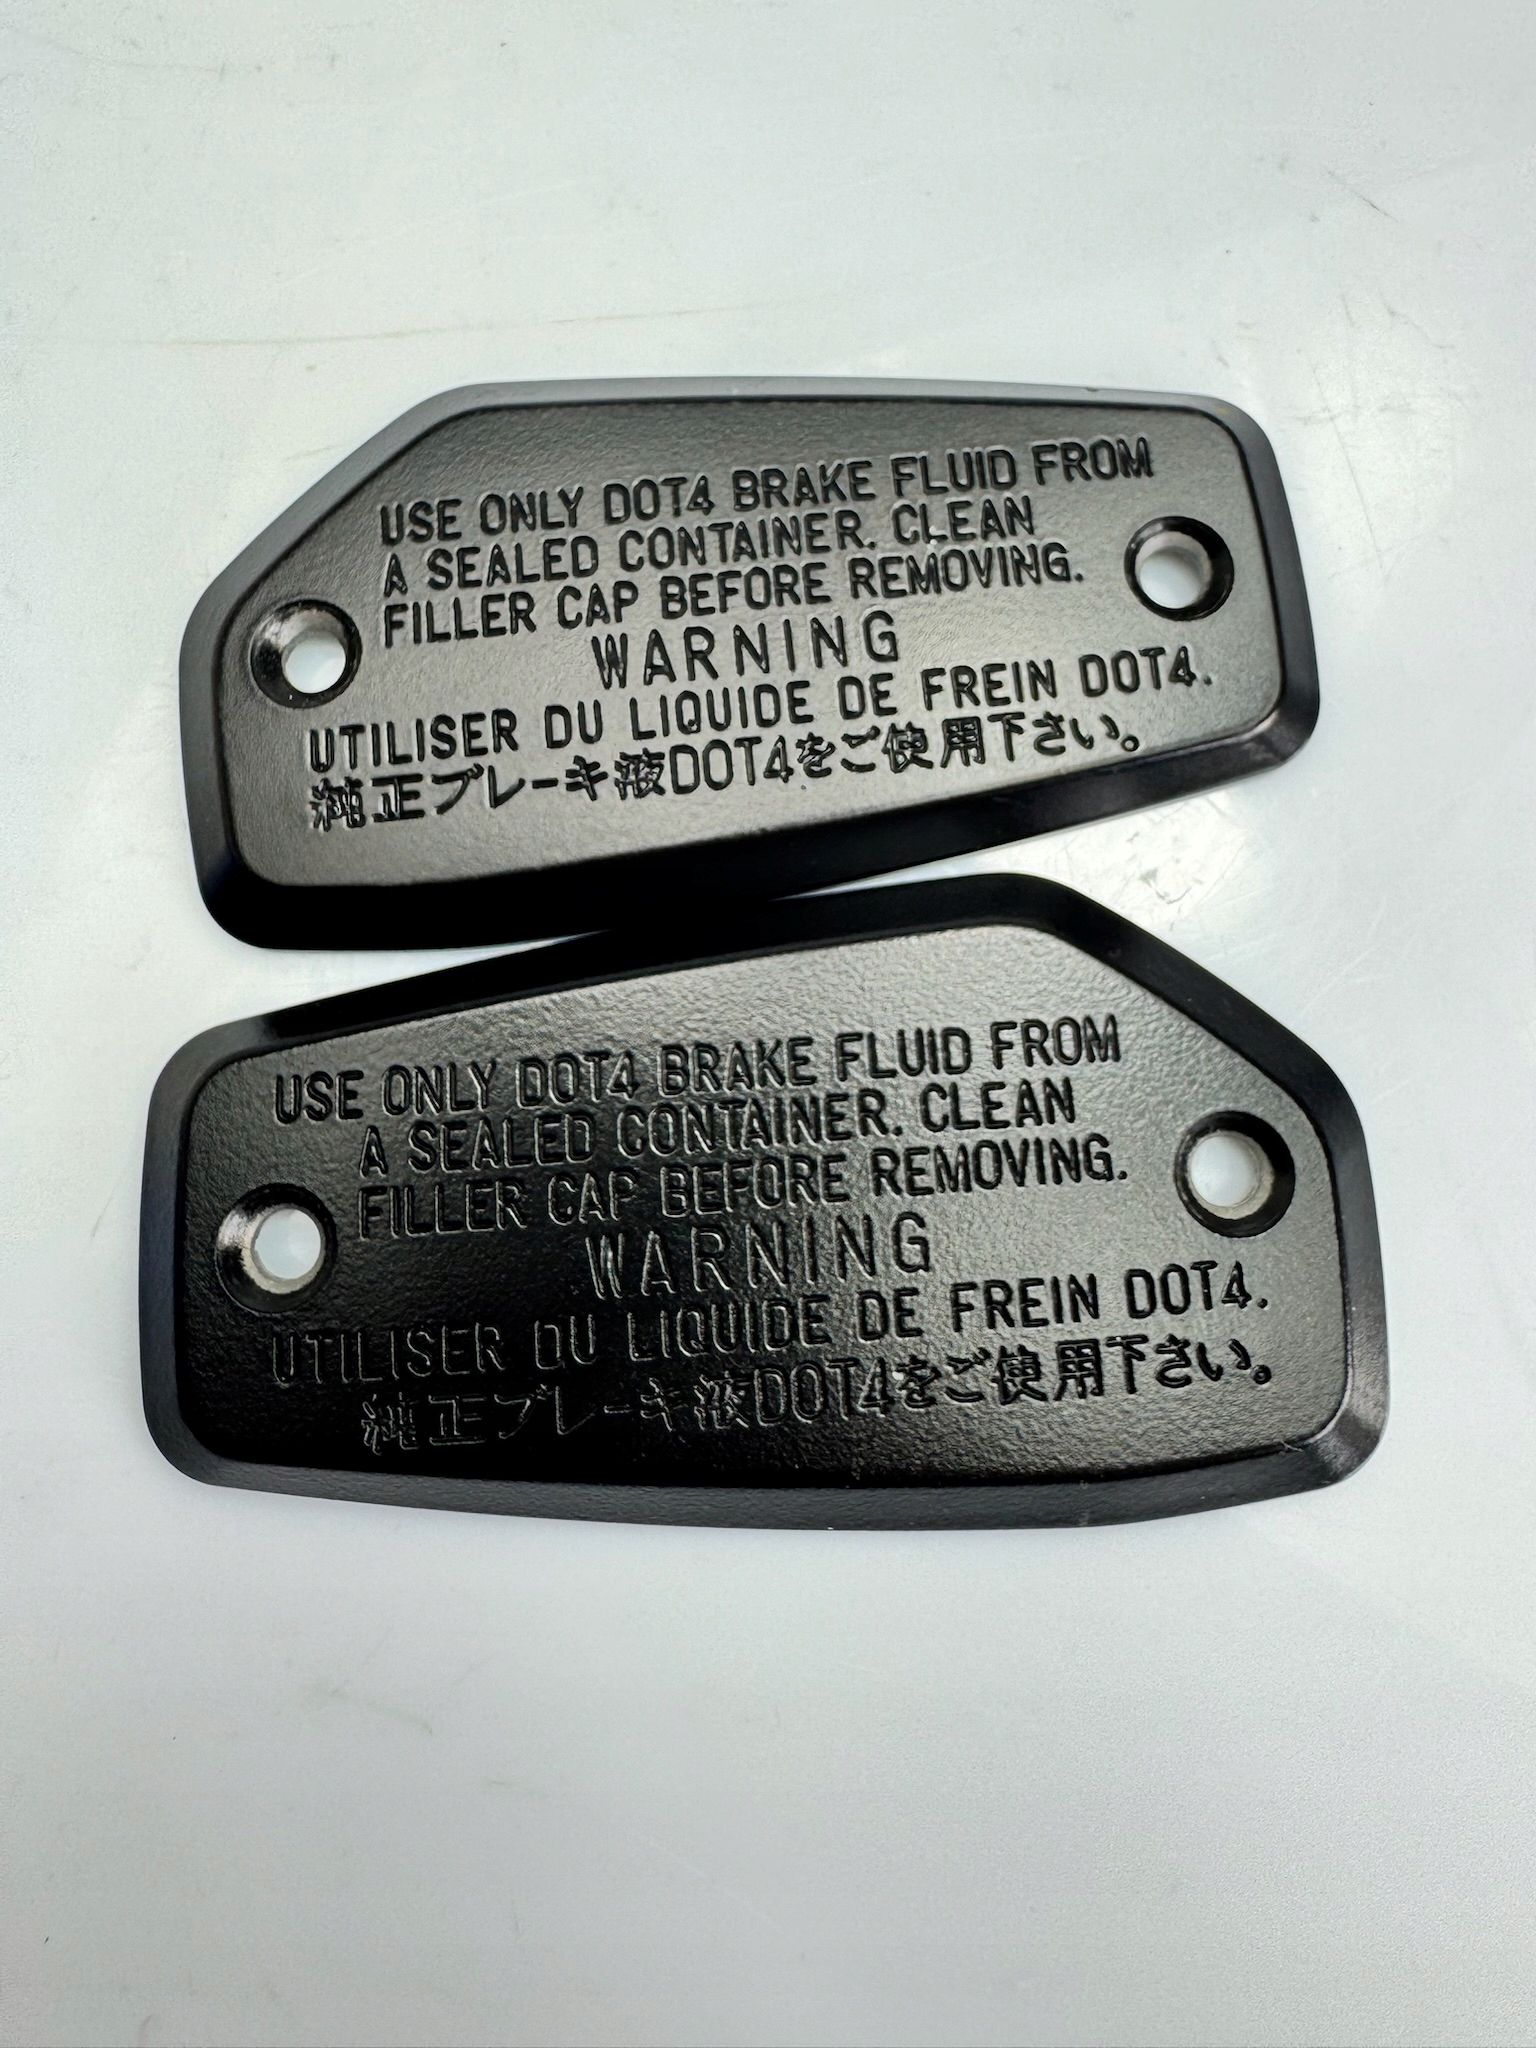 USE ONLY DOT4 BRAKE FLUID FROM
A SEALED CONTAINER. CLEAN
FILLER CAP BEFORE REMOVING.
WARNING
UTILISER DU LIQUIDE DE FREIN DOT4.
純正ブレーキ液DOT4をご使用下さい。
USE ONLY DOT4 BRAKE FLUID FROM
A SEALED CONTAINER. CLEAN
FILLER CAP BEFORE REMOVING.
WARNING
UTILISER DU LIQUIDE DE FREIN DOT4.
純正ブレーキ液DOT4をご使用下さい。